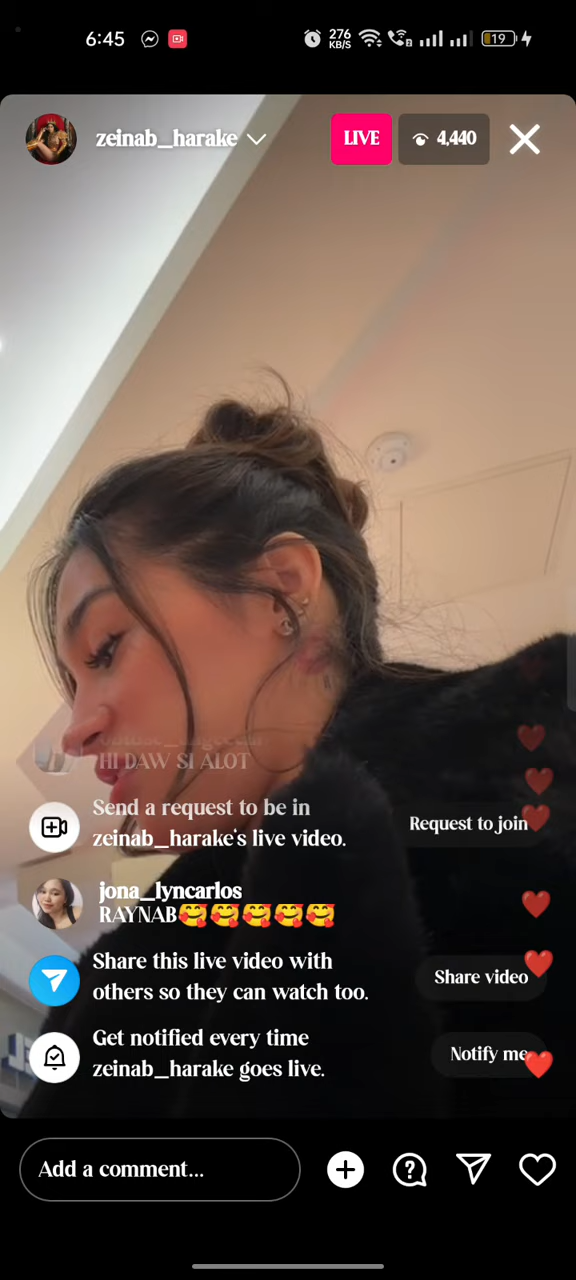 6:45
276
KB/S
2
19
zeinab_harake
LIVE
4,440
HI DAW SI ALOT
Send a request to be in
zeinab_harake's live video.
Request to join
jona_lyncarlos
RAYNAB🥰🥰🥰🥰🥰
Share this live video with
others so they can watch too.
Share video
Get notified every time
zeinab_harake goes live.
Notify me
Add a comment...